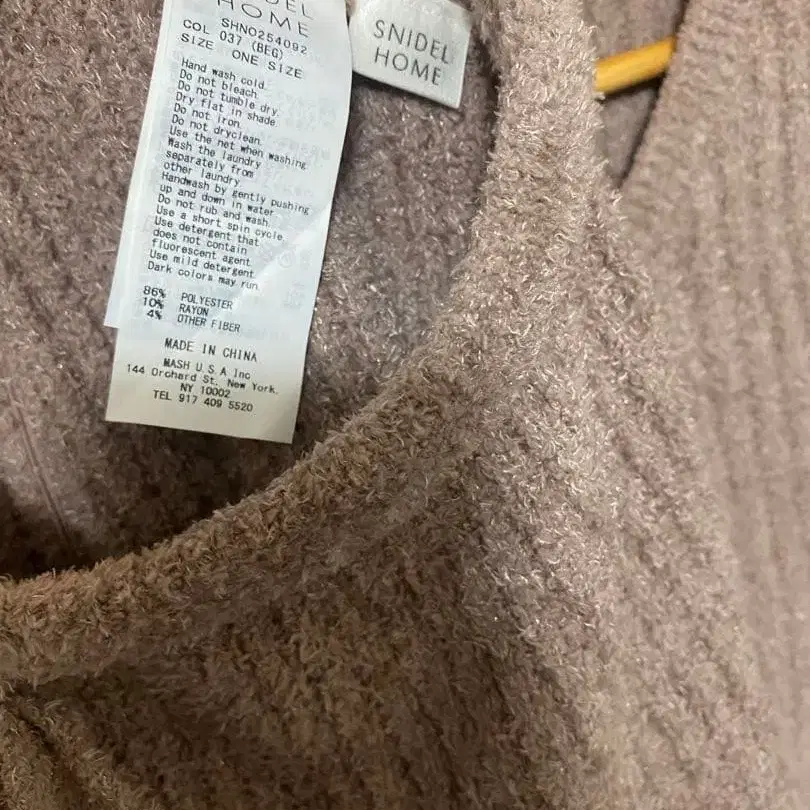 HOME
SHNO254092
COL 037 (BEG)
SIZE ONE SIZE
Hand wash cold.
Do not bleach.
Do not tumble dry.
Dry flat in shade.
Do not iron.
Do not dryclean.
Use the net when washing
Wash the laundry
separately from
other laundry.
Handwash by gently pushing
up and down in water
Do not rub and wash.
Use a short spin cycle.
Use detergent that
does not contain
fluorescent agent.
Use mild detergent
Dark colors may run.
86% POLYESTER
10% RAYON
4% OTHER FIBER
MADE IN CHINA
MASH U.S.A Inc
144 Orchard St. New York.
NY 10002
TEL 917 409 5520
SNIDEL
HOME